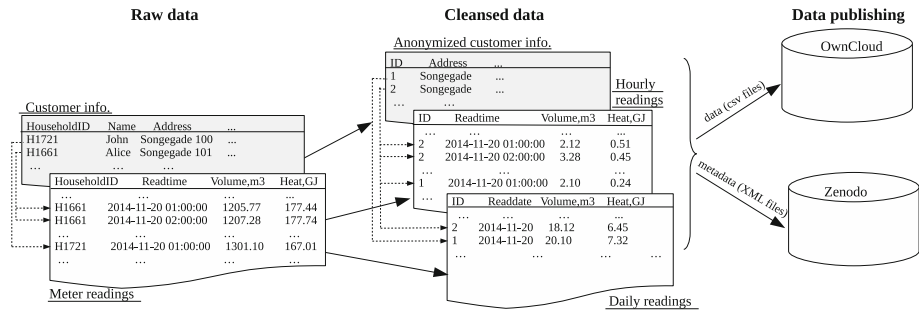 Raw data
Cleansed data
Data publishing
Customer info.
HouseholdID Name Address ...
H1721 John Songegade 100 ...
H1661 Alice Songegade 101 ...
... ... ...
HouseholdID Readtime Volume,m3 Heat,GJ
... ... ... ...
H1661 2014-11-20 01:00:00 1205.77 177.44
H1661 2014-11-20 02:00:00 1207.28 177.74
... ... ... ...
H1721 2014-11-20 01:00:00 1301.10 167.01
... ... ... ...
Meter readings
Anonymized customer info.
ID Address ...
1 Songegade ...
2 Songegade ...
... ...
Hourly
readings
ID Readtime Volume,m3 Heat,GJ
... ... ... ...
2 2014-11-20 01:00:00 2.12 0.51
2 2014-11-20 02:00:00 3.28 0.45
... ... ... ...
1 2014-11-20 01:00:00 2.10 0.24
ID Readdate Volume,m3 Heat,GJ
... ... ... ...
2 2014-11-20 18.12 6.45
1 2014-11-20 20.10 7.32
... ... ... ...
Daily readings
data (csv files)
metadata (XML files)
OwnCloud
Zenodo